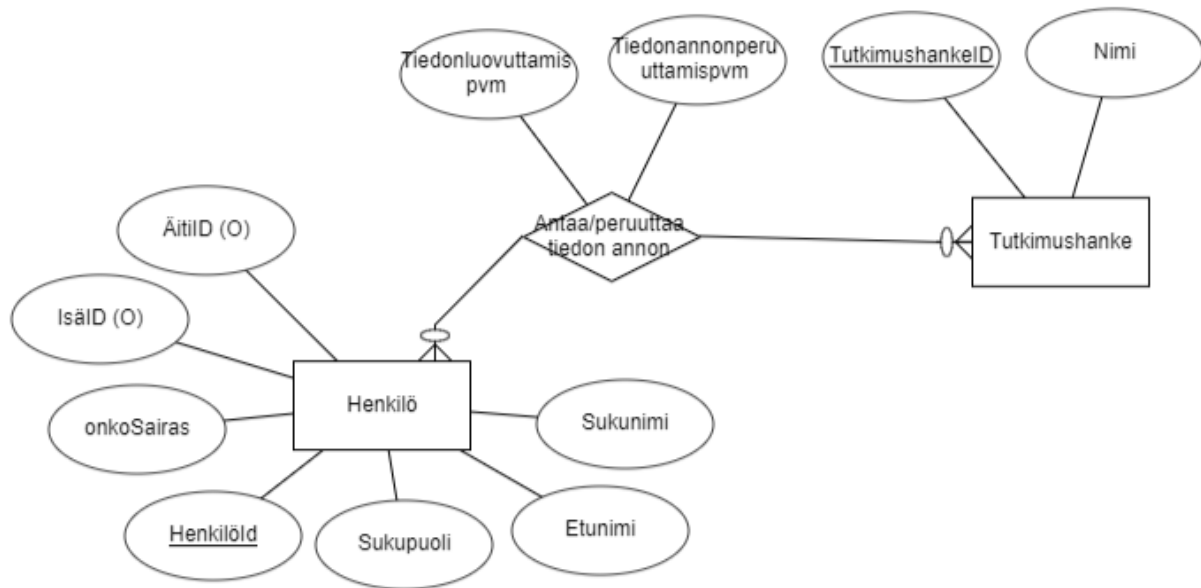 Tiedonluovuttamis
pvm
Tiedonannonperu
uttamispvm
TutkimushankeID
Nimi
ÄitiID (O)
Antaa/peruuttaa
tiedon annon
Tutkimushanke
IsäID (O)
Henkilö
onkoSairas
Sukunimi
HenkilöId
Sukupuoli
Etunimi